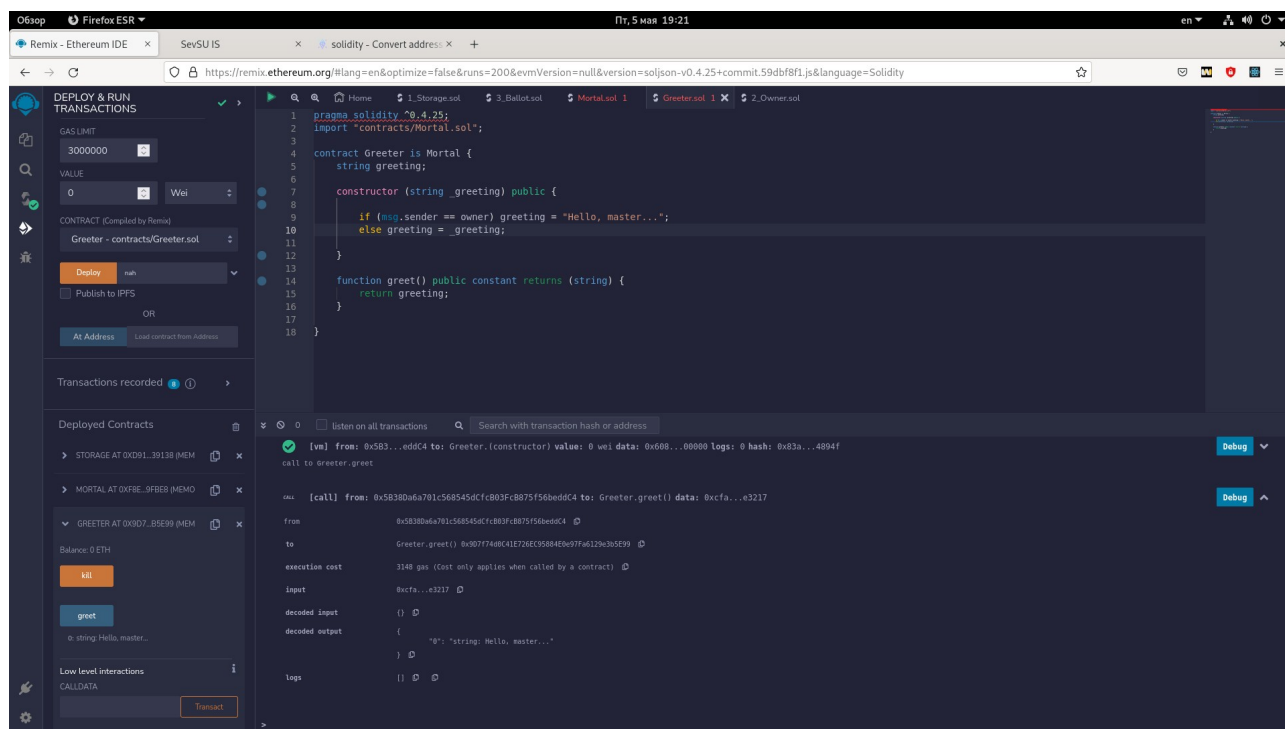 Обзор
Firefox ESR
Пт, 5 мая 19:21
en
Remix - Ethereum IDE
SevSU IS
solidity - Convert address
https://remix.ethereum.org/#lang=en&optimize=false&runs=200&evmVersion=null&version=soljson-v0.4.25+commit.59dbf8f1.js&language=Solidity
DEPLOY & RUN
TRANSACTIONS
GAS LIMIT
3000000
VALUE
0 Wei
CONTRACT (Compiled by Remix)
Greeter - contracts/Greeter.sol
Deploy nah
Publish to IPFS
OR
At Address Load contract from Address
Transactions recorded 8 i
Deployed Contracts
STORAGE AT 0XD91...39138 (MEM
MORTAL AT 0XF8E...9FBE8 (MEMO
GREETER AT 0X9D7...B5E99 (MEM
Balance: 0 ETH
kill
greet
0: string: Hello, master...
Low level interactions
CALLDATA
Transact
Home 1_Storage.sol 3_Ballot.sol Mortal.sol 1 Greeter.sol 1 2_Owner.sol
1 pragma solidity ^0.4.25;
2 import "contracts/Mortal.sol";
3
4 contract Greeter is Mortal {
5 string greeting;
6
7 constructor (string _greeting) public {
8
9 if (msg.sender == owner) greeting = "Hello, master...";
10 else greeting = _greeting;
11
12 }
13
14 function greet() public constant returns (string) {
15 return greeting;
16 }
17
18 }
0 listen on all transactions Search with transaction hash or address
[vm] from: 0x5B3...eddC4 to: Greeter.(constructor) value: 0 wei data: 0x608...00000 logs: 0 hash: 0x83a...4894f
Debug
call to Greeter.greet
CALL [call] from: 0x5B38Da6a701c568545dCfcB03FcB875f56beddC4 to: Greeter.greet() data: 0xcfa...e3217
Debug
from 0x5B38Da6a701c568545dCfcB03FcB875f56beddC4
to Greeter.greet() 0x9D7f74d0C41E726EC95884E0e97Fa6129e3b5E99
execution cost 3148 gas (Cost only applies when called by a contract)
input 0xcfa...e3217
decoded input {}
decoded output {
"0": "string: Hello, master..."
}
logs []
>